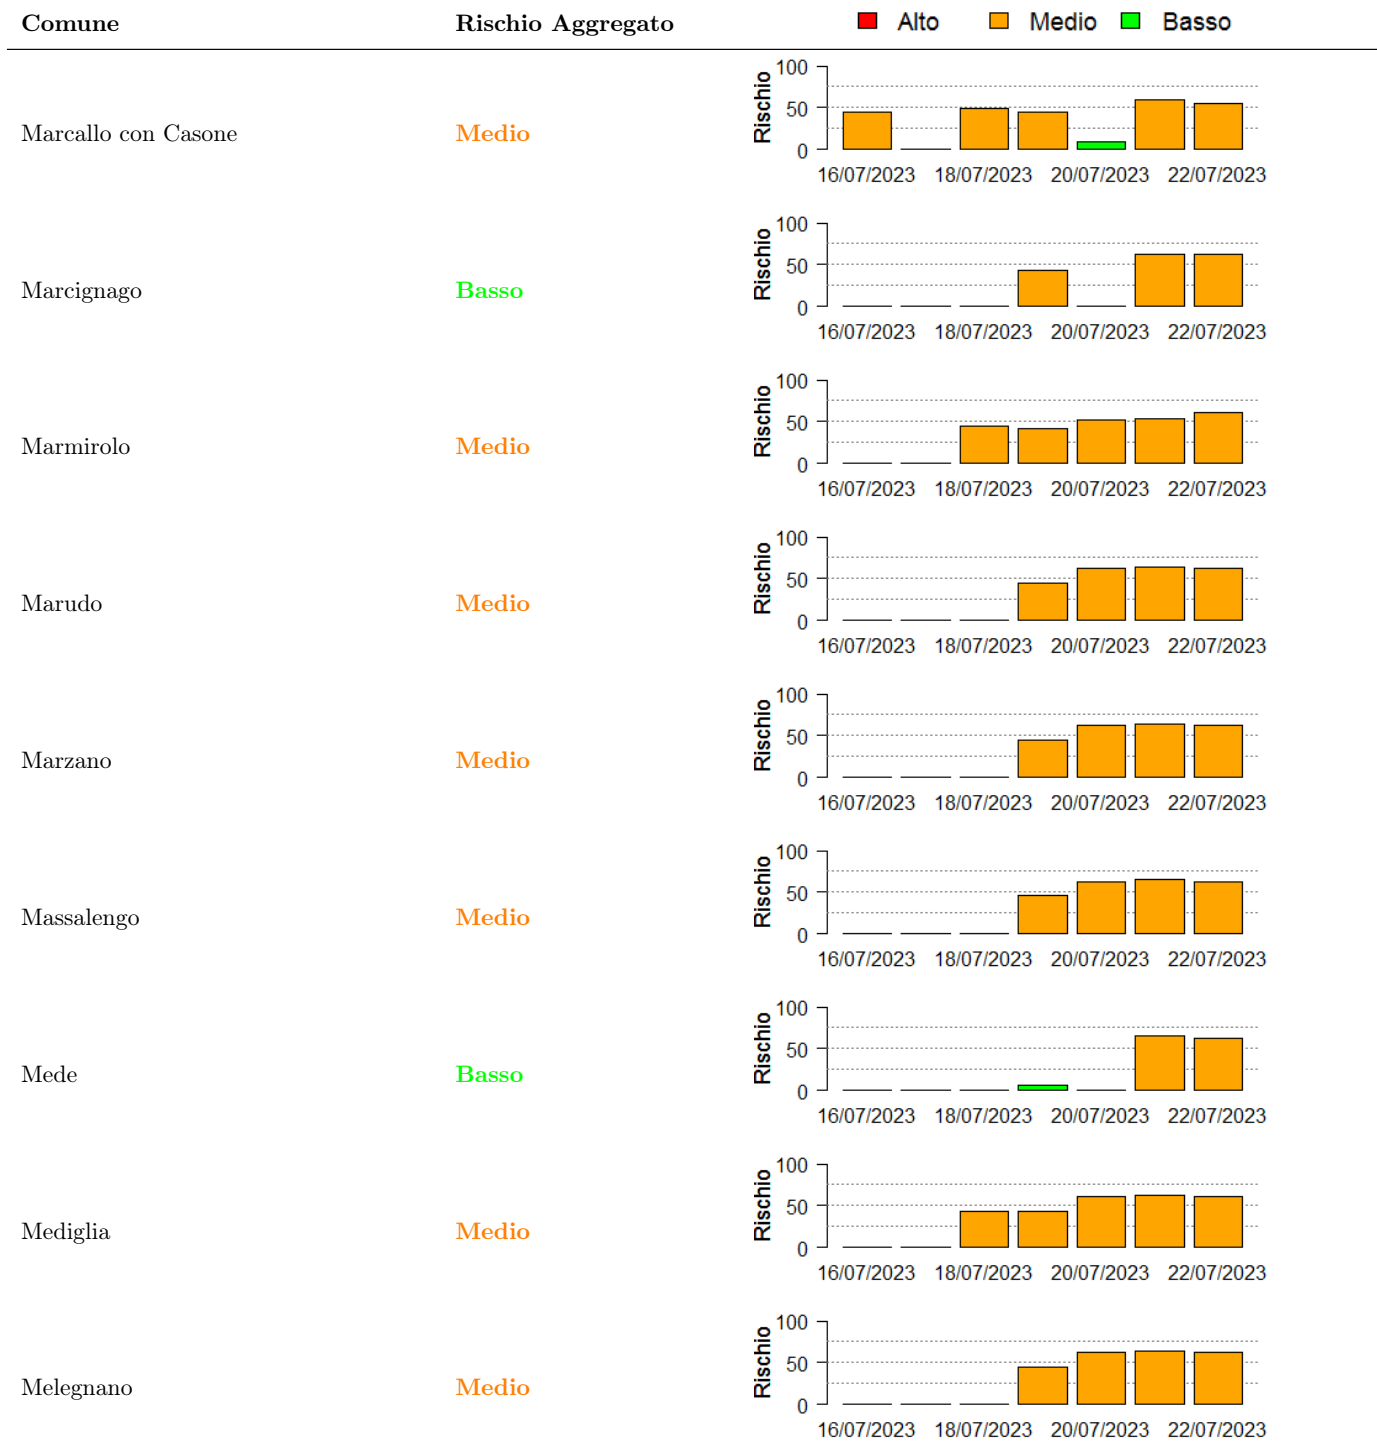 Comune Rischio Aggregato Alto Medio Basso
100
50
0
Rischio
Marcallo con Casone Medio
16/07/2023 18/07/2023 20/07/2023 22/07/2023
100
50
0
Rischio
Marcignago Basso
16/07/2023 18/07/2023 20/07/2023 22/07/2023
100
50
0
Rischio
Marmirolo Medio
16/07/2023 18/07/2023 20/07/2023 22/07/2023
100
50
0
Rischio
Marudo Medio
16/07/2023 18/07/2023 20/07/2023 22/07/2023
100
50
0
Rischio
Marzano Medio
16/07/2023 18/07/2023 20/07/2023 22/07/2023
100
50
0
Rischio
Massalengo Medio
16/07/2023 18/07/2023 20/07/2023 22/07/2023
100
50
0
Rischio
Mede Basso
16/07/2023 18/07/2023 20/07/2023 22/07/2023
100
50
0
Rischio
Mediglia Medio
16/07/2023 18/07/2023 20/07/2023 22/07/2023
100
50
0
Rischio
Melegnano Medio
16/07/2023 18/07/2023 20/07/2023 22/07/2023